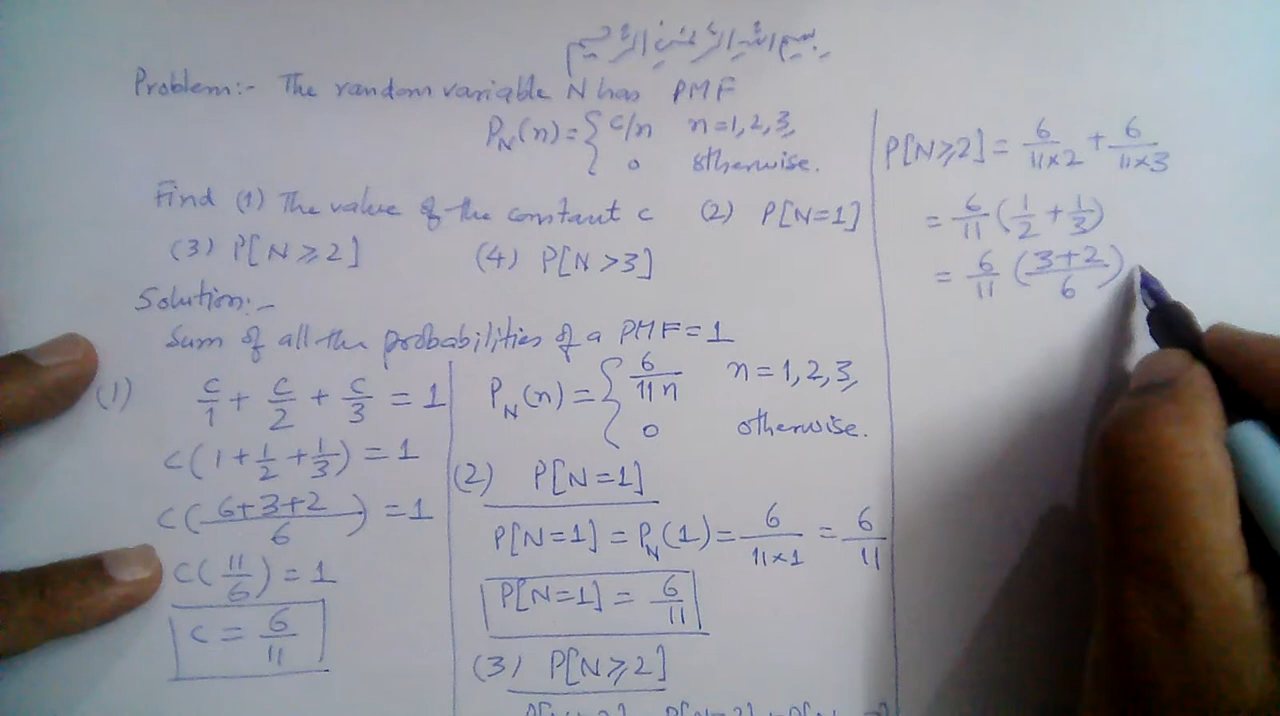 بسم اللہ الرحمٰن الرحیم
Problem:- The random variable N has PMF
P_N(n) = { c/n n=1,2,3,
0 otherwise.
Find (1) The value of the constant c (2) P[N=1]
(3) P[N≥2] (4) P[N>3]
Solution:-
Sum of all the probabilities of a PMF=1
(1) c/1 + c/2 + c/3 = 1
c(1+1/2+1/3) = 1
c((6+3+2)/6) = 1
c(11/6) = 1
c = 6/11
P_N(n) = { 6/11n n=1,2,3,
0 otherwise.
(2) P[N=1]
P[N=1] = P_N(1) = 6/(11×1) = 6/11
P[N=1] = 6/11
(3) P[N≥2]
P[N≥2] = 6/(11×2) + 6/(11×3)
= 6/11 (1/2 + 1/3)
= 6/11 ((3+2)/6)